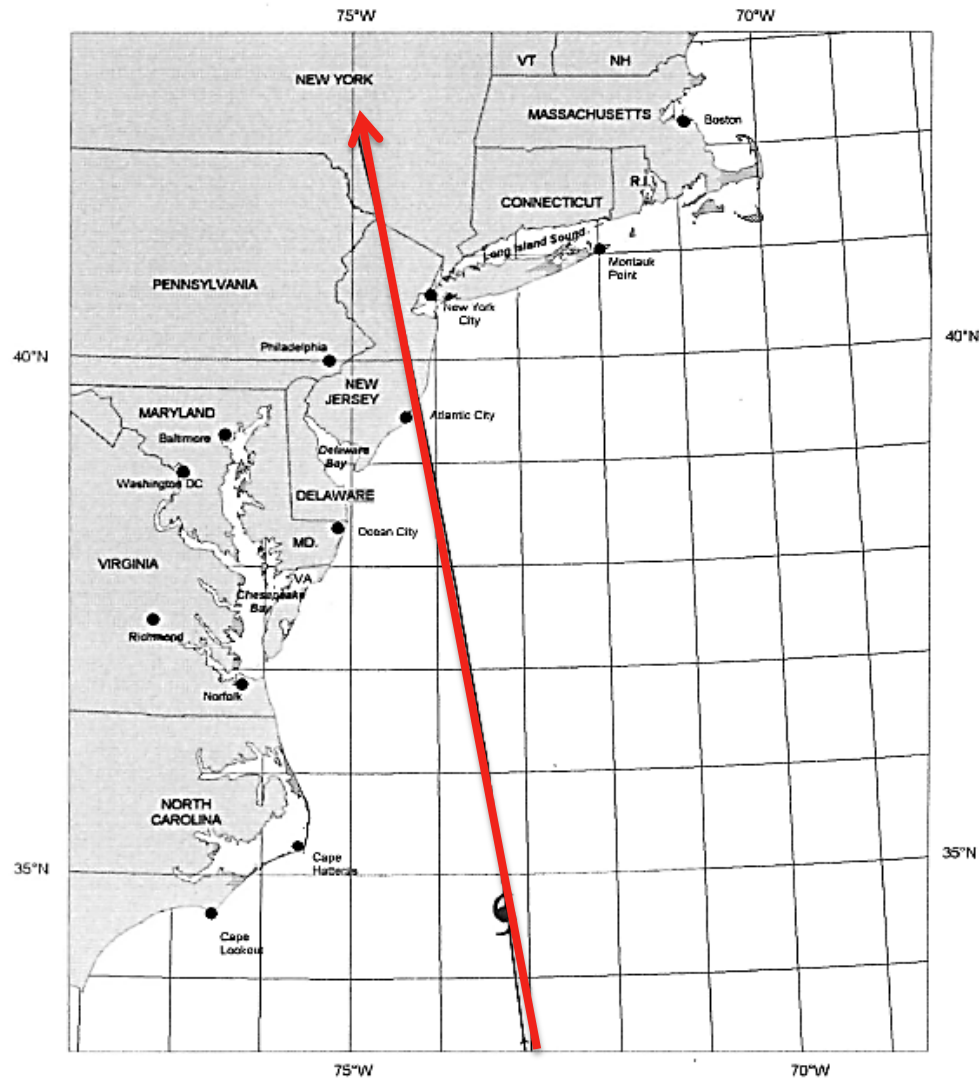 75°W
70°W
VT
NH
NEW YORK
MASSACHUSETTS
Boston
R.I.
CONNECTICUT
Long Island Sound
Montauk
Point
PENNSYLVANIA
New York
City
40°N
40°N
Philadelphia
NEW
JERSEY
MARYLAND
Atlantic City
Baltimore
Delaware
Bay
Washington DC
DELAWARE
Ocean City
MD.
VIRGINIA
VA
Chesapeake
Bay
Richmond
Norfolk
NORTH
CAROLINA
35°N
35°N
Cape
Hatteras
Cape
Lookout
75°W
70°W